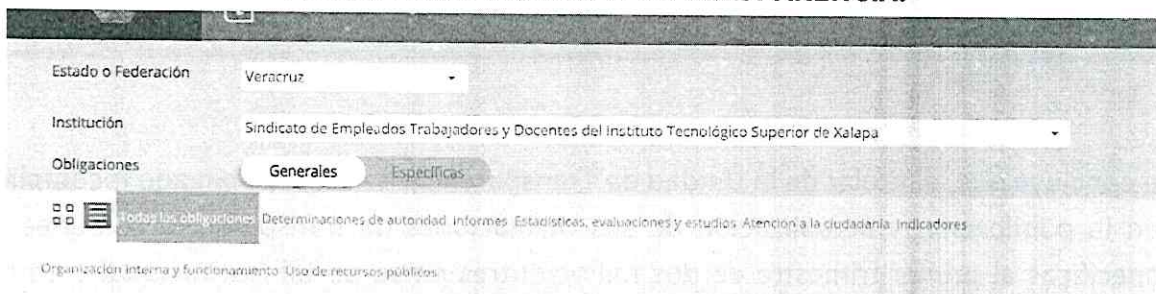 Estado o Federación Veracruz
Institución Sindicato de Empleados Trabajadores y Docentes del Instituto Tecnológico Superior de Xalapa
Obligaciones Generales Específicas
Todas las obligaciones Determinaciones de autoridad Informes Estadísticas, evaluaciones y estudios Atención a la ciudadanía Indicadores
Organización interna y funcionamiento Uso de recursos públicos